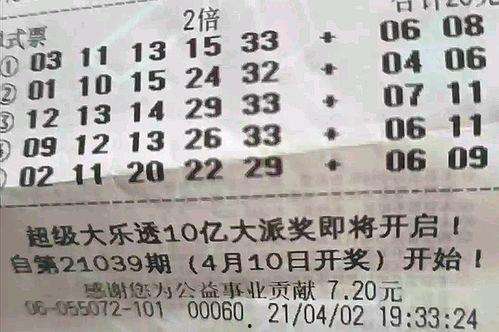 式票 2倍 合计20
① 03 11 13 15 33 + 06 08
② 01 10 15 24 32 + 04 06
③ 12 13 14 29 33 + 07 11
09 12 13 26 33 + 06 11
02 11 20 22 29 + 06 09
超级大乐透10亿大派奖即将开启！
自第21039期（4月10日开奖）开始！
感谢您为公益事业贡献 7.20元
06-055072-101 00060. 21/04/02 19:33:24